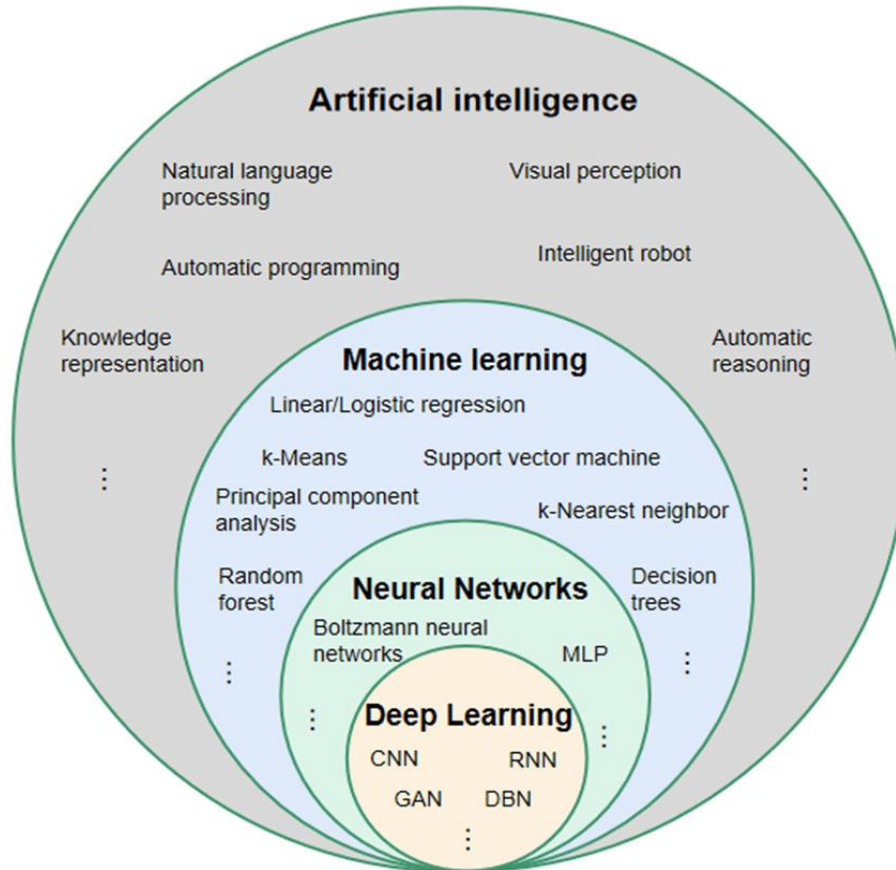 Artificial intelligence
Natural language
processing
Visual perception
Automatic programming
Intelligent robot
Knowledge
representation
Automatic
reasoning
Machine learning
Linear/Logistic regression
k-Means
Support vector machine
Principal component
analysis
k-Nearest neighbor
Random
forest
Decision
trees
Neural Networks
Boltzmann neural
networks
MLP
Deep Learning
CNN
RNN
GAN
DBN